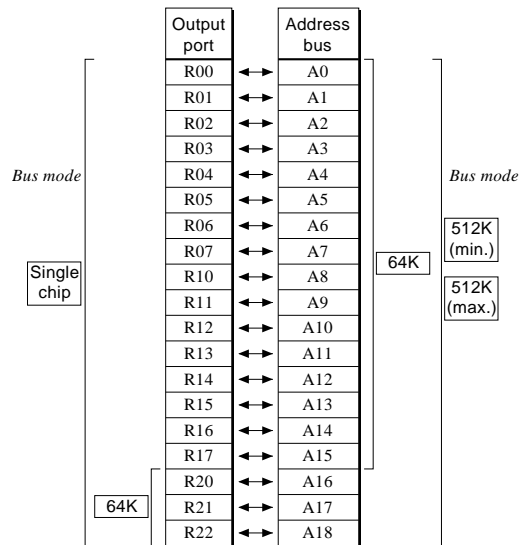 Output port Address bus
R00 A0
R01 A1
R02 A2
R03 A3
Bus mode R04 A4 Bus mode
R05 A5
R06 A6 512K (min.)
R07 A7 64K
Single chip R10 A8 512K (max.)
R11 A9
R12 A10
R13 A11
R14 A12
R15 A13
R16 A14
R17 A15
R20 A16
64K R21 A17
R22 A18